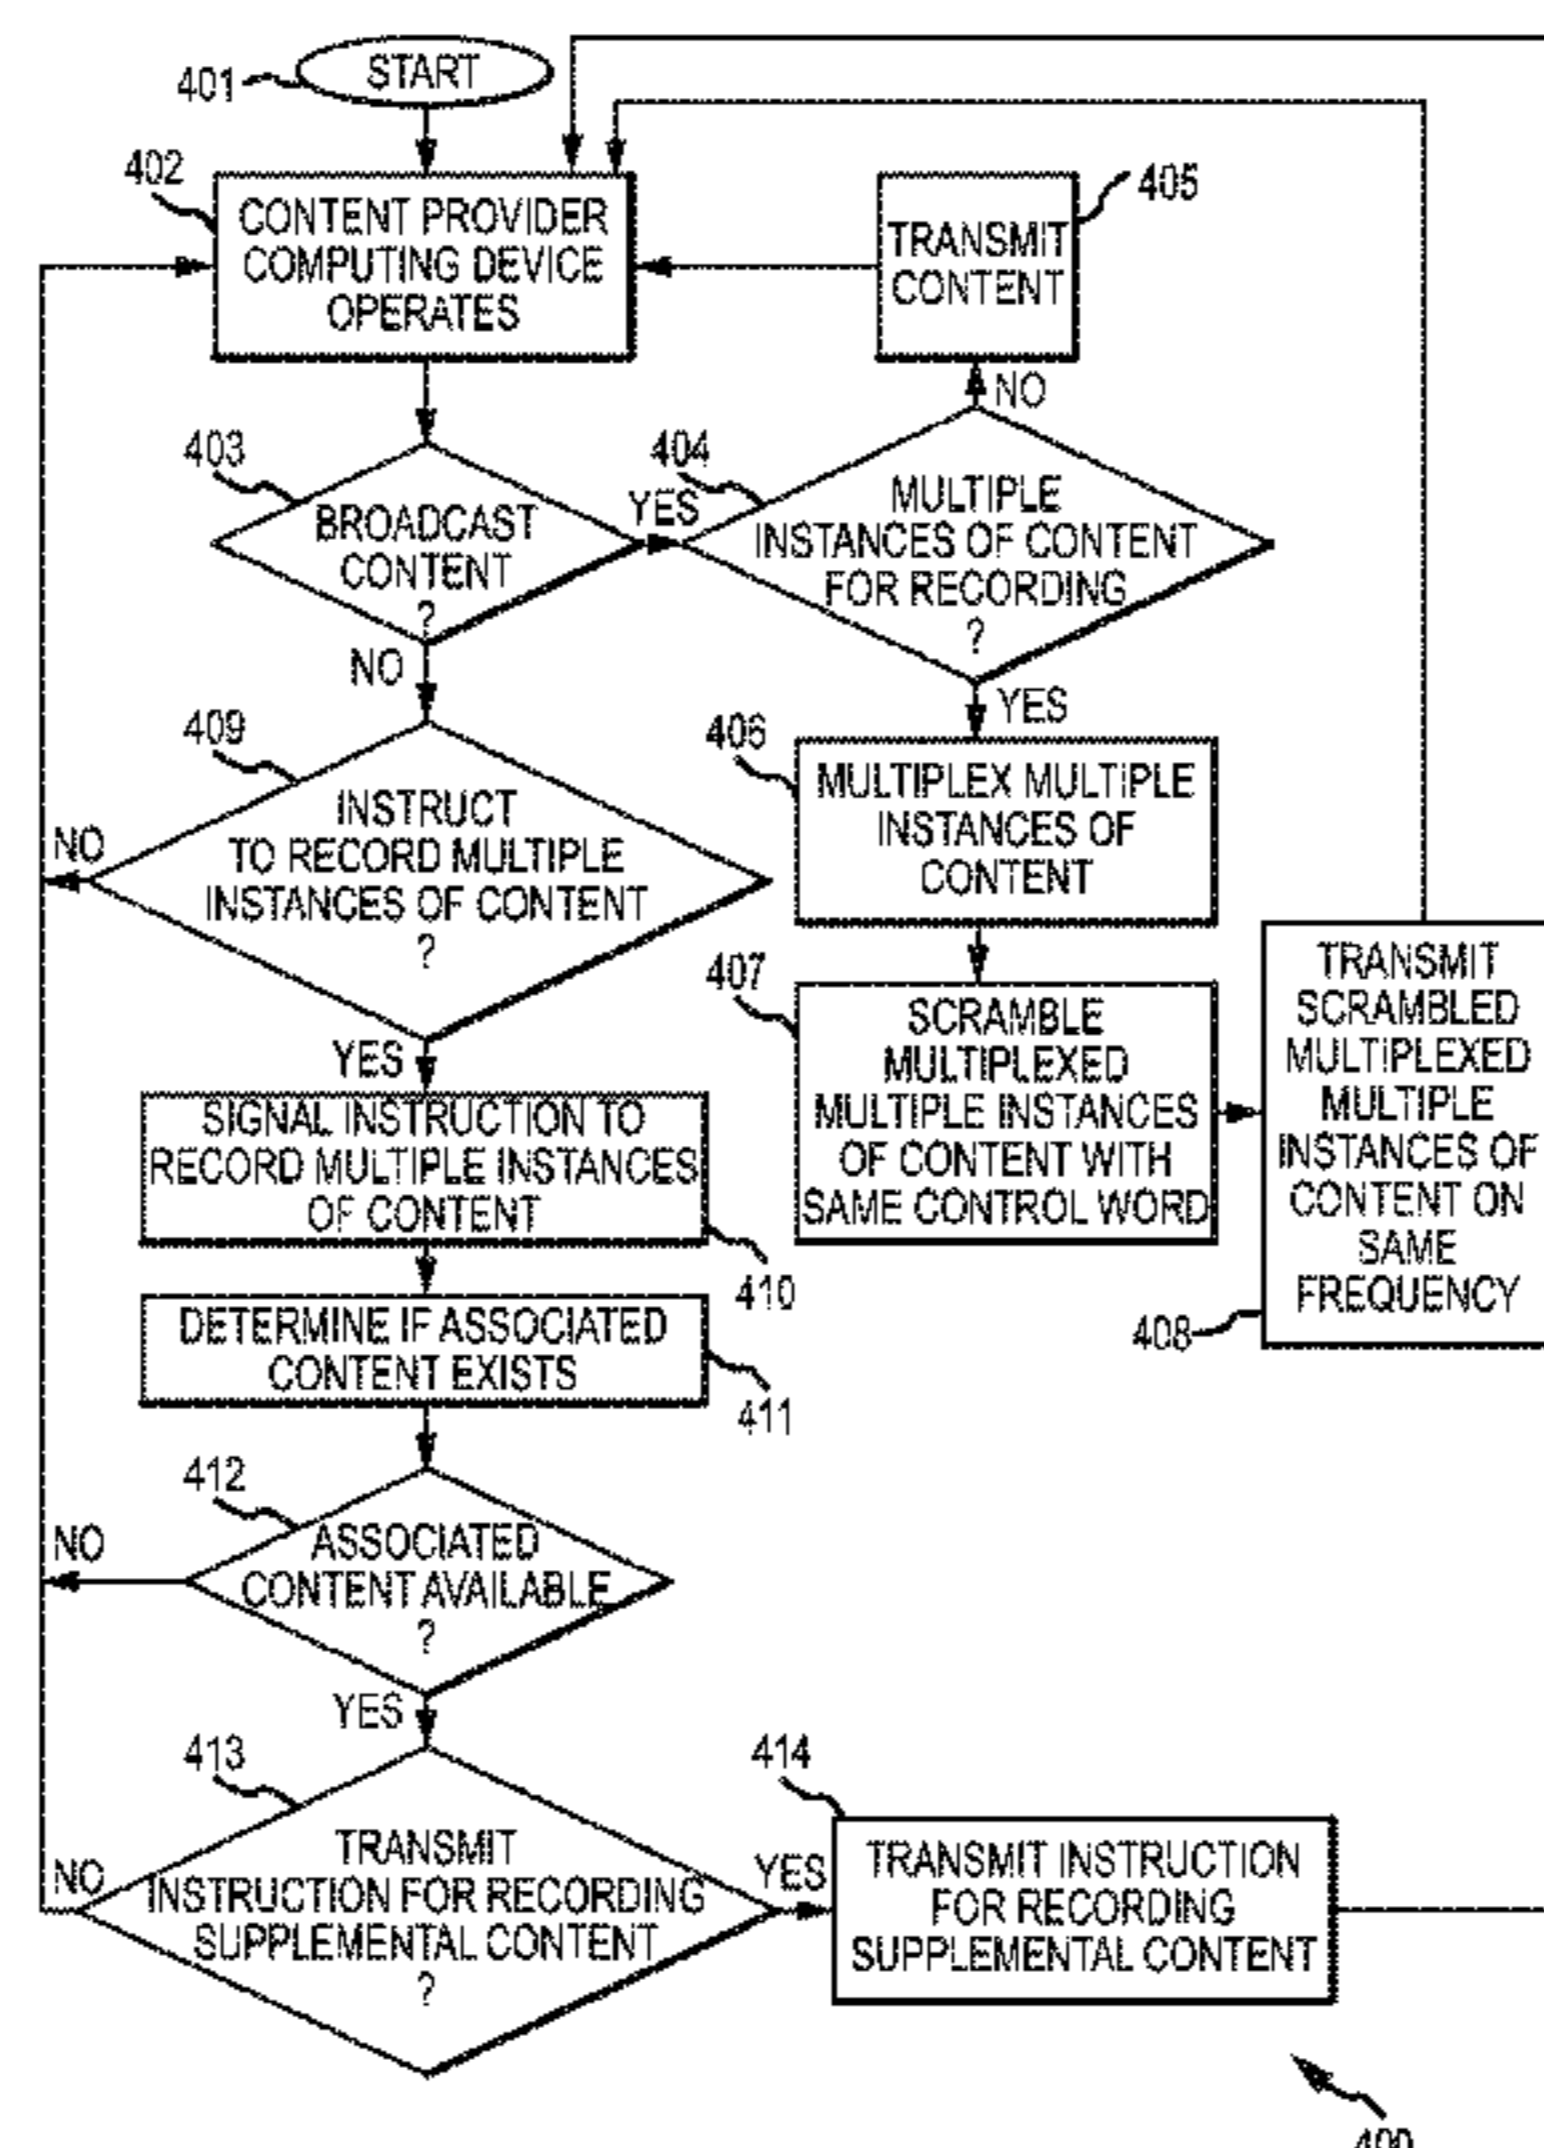 401
START
402
CONTENT PROVIDER
COMPUTING DEVICE
OPERATES
405
TRANSMIT
CONTENT
NO
403
BROADCAST
CONTENT
?
YES
404
MULTIPLE
INSTANCES OF CONTENT
FOR RECORDING
?
NO
YES
409
INSTRUCT
TO RECORD MULTIPLE
INSTANCES OF CONTENT
?
NO
406
MULTIPLEX MULTIPLE
INSTANCES OF
CONTENT
407
SCRAMBLE
MULTIPLEXED
MULTIPLE INSTANCES
OF CONTENT WITH
SAME CONTROL WORD
TRANSMIT
SCRAMBLED
MULTIPLEXED
MULTIPLE
INSTANCES OF
CONTENT ON
SAME
FREQUENCY
408
YES
SIGNAL INSTRUCTION TO
RECORD MULTIPLE INSTANCES
OF CONTENT
410
DETERMINE IF ASSOCIATED
CONTENT EXISTS
411
412
ASSOCIATED
CONTENT AVAILABLE
?
NO
YES
413
TRANSMIT
INSTRUCTION FOR RECORDING
SUPPLEMENTAL CONTENT
?
NO
YES
414
TRANSMIT INSTRUCTION
FOR RECORDING
SUPPLEMENTAL CONTENT